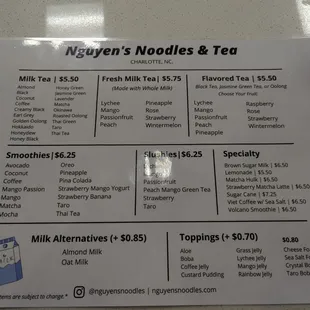 Nguyen's Noodles & Tea
CHARLOTTE, NC,
Milk Tea | $5.50
Almond
Black
Coconut
Coffee
Creamy Black
Earl Grey
Golden Oolong
Hokkaido
Honeydew
Honey Black
Honey Green
Jasmine Green
Lavender
Matcha
Okinawa
Roasted Oolong
Thai Green
Taro
Thai Tea
Fresh Milk Tea | $5.75
(Made with Whole Milk)
Lychee
Mango
Passionfruit
Peach
Pineapple
Rose
Strawberry
Wintermelon
Flavored Tea | $5.50
Black Tea, Jasmine Green Tea, or Oolong
Choose Your Fruit:
Lychee
Mango
Passionfruit
Peach
Pineapple
Raspberry
Rose
Strawberry
Wintermelon
Smoothies|$6.25
Avocado
Coconut
Coffee
Mango Passion
Mango
Matcha
Mocha
Oreo
Pineapple
Pina Colada
Strawberry Mango Yogurt
Strawberry Banana
Taro
Thai Tea
Slushies|$6.25
Passionfruit
Peach Mango Green Tea
Strawberry
Taro
Specialty
Brown Sugar Milk | $6.50
Lemonade | $5.50
Matcha Hulk | $6.50
Strawberry Matcha Latte | $6.50
Sugar Cane | $7.25
Viet Coffee w/ Sea Salt | $6.50
Volcano Smoothie | $6.50
Milk Alternatives (+ $0.85)
Almond Milk
Oat Milk
Toppings (+ $0.70)
Aloe
Boba
Coffee Jelly
Custard Pudding
Grass Jelly
Lychee Jelly
Mango Jelly
Rainbow Jelly
$0.80
Cheese Fo
Sea Salt F
Crystal B
Taro Bob
@nguyensnoodles | nguyensnoodles.com
items are subject to change.*